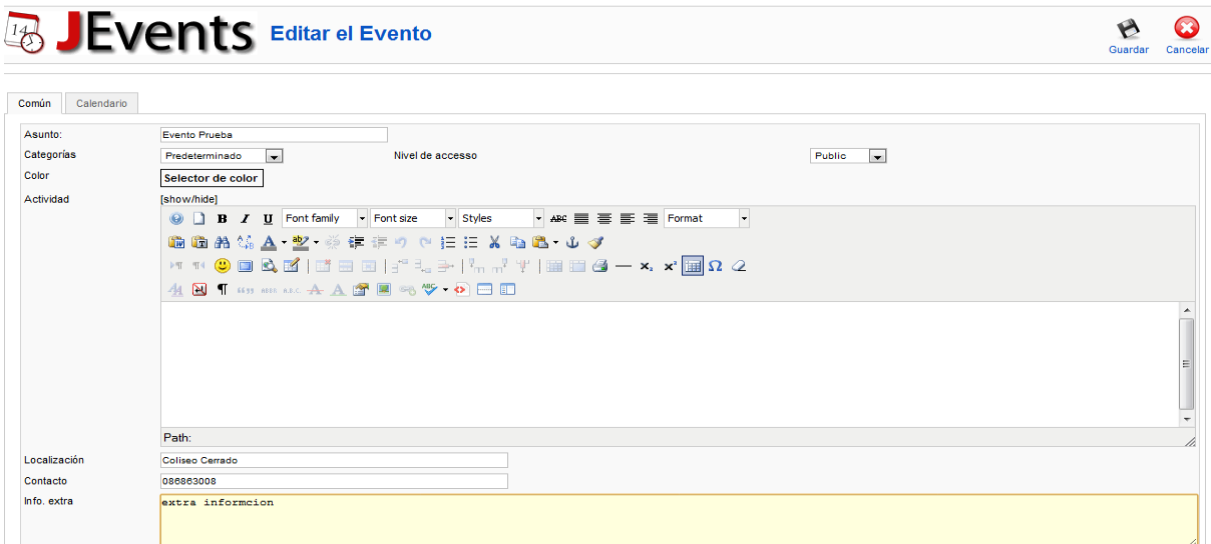 14 JEvents Editar el Evento
Guardar Cancelar
Común Calendario
Asunto: Evento Prueba
Categorías Predeterminado Nivel de accesso Public
Color Selector de color
Actividad [show/hide]
B I U Font family Font size Styles ABC Format
Path:
Localización Coliseo Cerrado
Contacto 086863008
Info. extra extra informcion